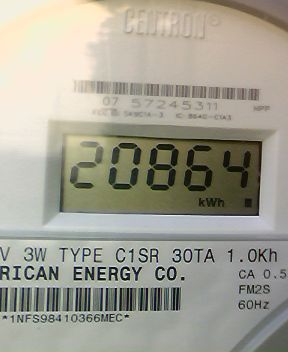 CENTRON®
07 57245311
20864
kWh
V 3W TYPE C1SR 30TA 1.0Kh
RICAN ENERGY CO.
CA 0.5
FM2S
60Hz
*1NFS98410366MEC*